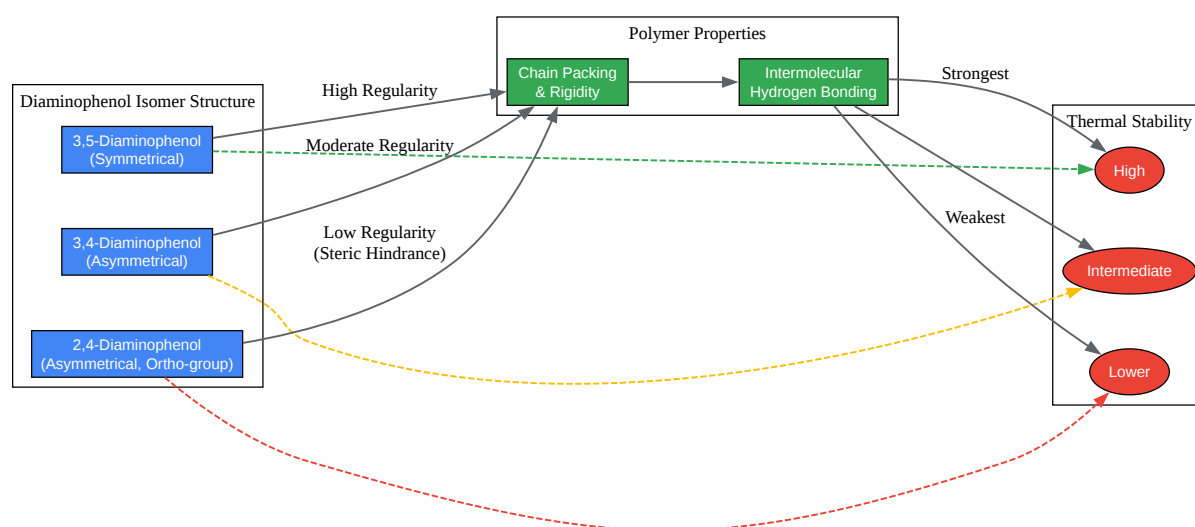 Diaminophenol Isomer Structure
3,5-Diaminophenol
(Symmetrical)
3,4-Diaminophenol
(Asymmetrical)
2,4-Diaminophenol
(Asymmetrical, Ortho-group)
High Regularity
Moderate Regularity
Low Regularity
(Steric Hindrance)
Polymer Properties
Chain Packing
& Rigidity
Intermolecular
Hydrogen Bonding
Strongest
Weakest
Thermal Stability
High
Intermediate
Lower